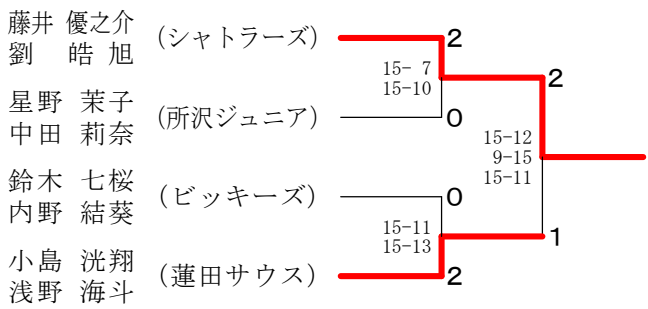 藤井 優之介
劉 皓 旭
(シャトラーズ)
2
15- 7
15-10
2
星野 茉子
中田 莉奈
(所沢ジュニア)
0
15-12
9-15
15-11
鈴木 七桜
内野 結葵
(ビッキーズ)
0
15-11
15-13
1
小島 洸翔
浅野 海斗
(蓮田サウス)
2